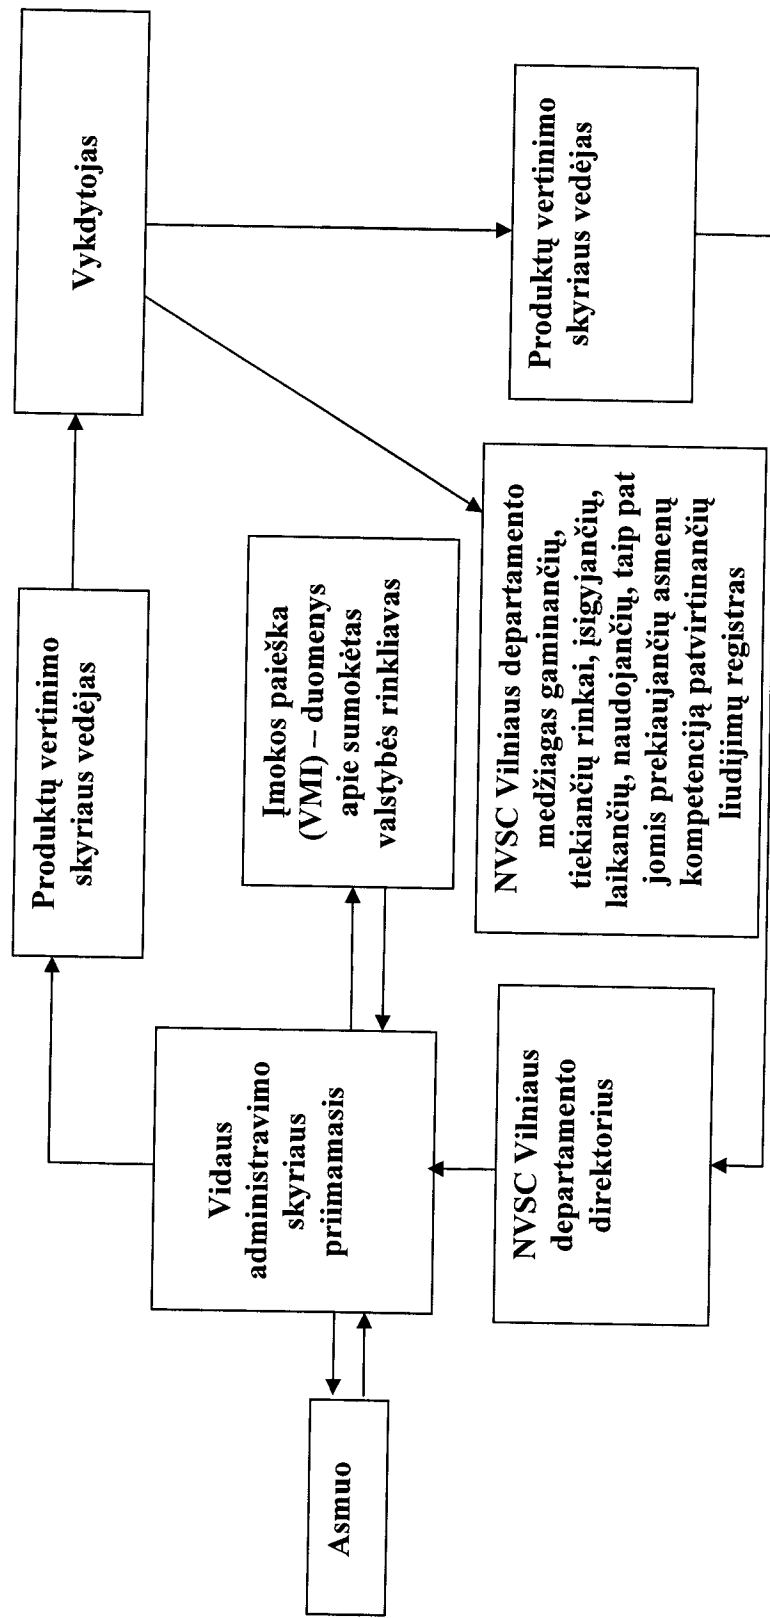 Asmuo
Vidaus
administravimo
skyriaus
priimamasis
Produktų vertinimo
skyriaus vedėjas
Vykdytojas
Įmokos paieška
(VMI) – duomenys
apie sumokėtas
valstybės rinkliavas
NVSC Vilniaus
departamento
direktorius
NVSC Vilniaus departamento
medžiagas gaminančių,
tiekiančių rinkai, įsigyjančių,
laikančių, naudojančių, taip pat
jomis prekiaujančių asmenų
kompetenciją patvirtinančių
liudijimų registras
Produktų vertinimo
skyriaus vedėjas